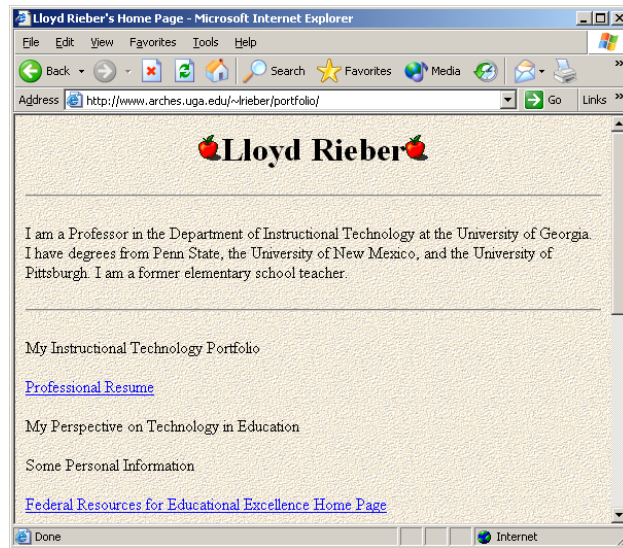 Lloyd Rieber's Home Page - Microsoft Internet Explorer
File Edit View Favorites Tools Help
Back Search Favorites Media
Address http://www.arches.uga.edu/~lrieber/portfolio/ Go Links
Lloyd Rieber
I am a Professor in the Department of Instructional Technology at the University of Georgia.
I have degrees from Penn State, the University of New Mexico, and the University of
Pittsburgh. I am a former elementary school teacher.
My Instructional Technology Portfolio
Professional Resume
My Perspective on Technology in Education
Some Personal Information
Federal Resources for Educational Excellence Home Page
Done Internet